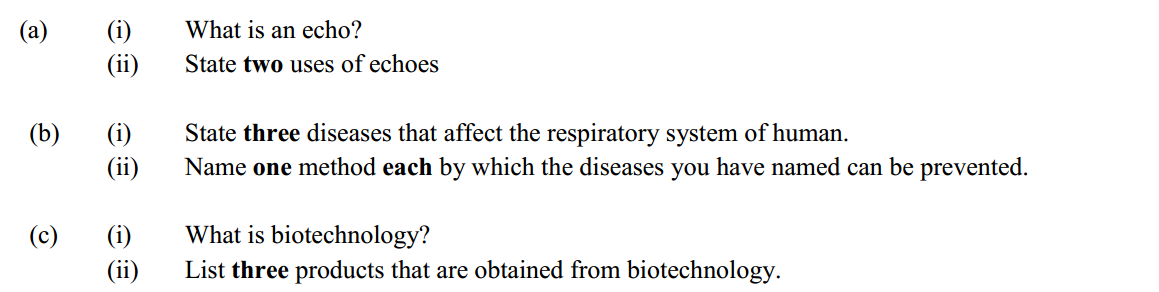 (a) (i) What is an echo?
(ii) State two uses of echoes
(b) (i) State three diseases that affect the respiratory system of human.
(ii) Name one method each by which the diseases you have named can be prevented.
(c) (i) What is biotechnology?
(ii) List three products that are obtained from biotechnology.